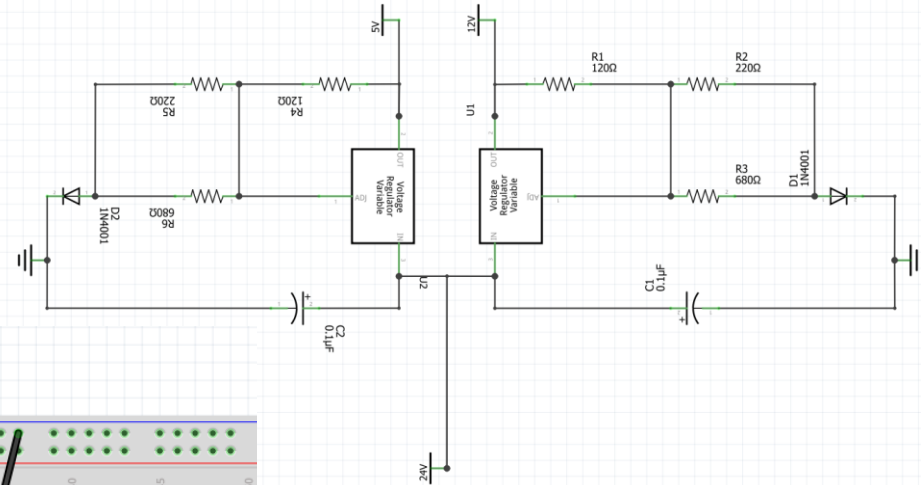 5V
12V
R1
120Ω
R2
220Ω
220Ω
R5
120Ω
R4
U1
OUT
OUT
Voltage
Regulator
Variable
ADJ
IN
Voltage
Regulator
Variable
ADJ
IN
R3
680Ω
D1
1N4001
D2
1N4001
680Ω
R6
U2
C1
0.1µF
C2
0.1µF
24V
5